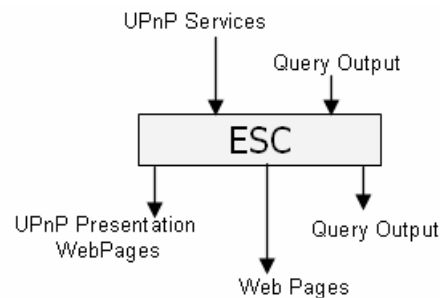 UPnP Services
Query Output
ESC
UPnP Presentation
WebPages
Query Output
Web Pages